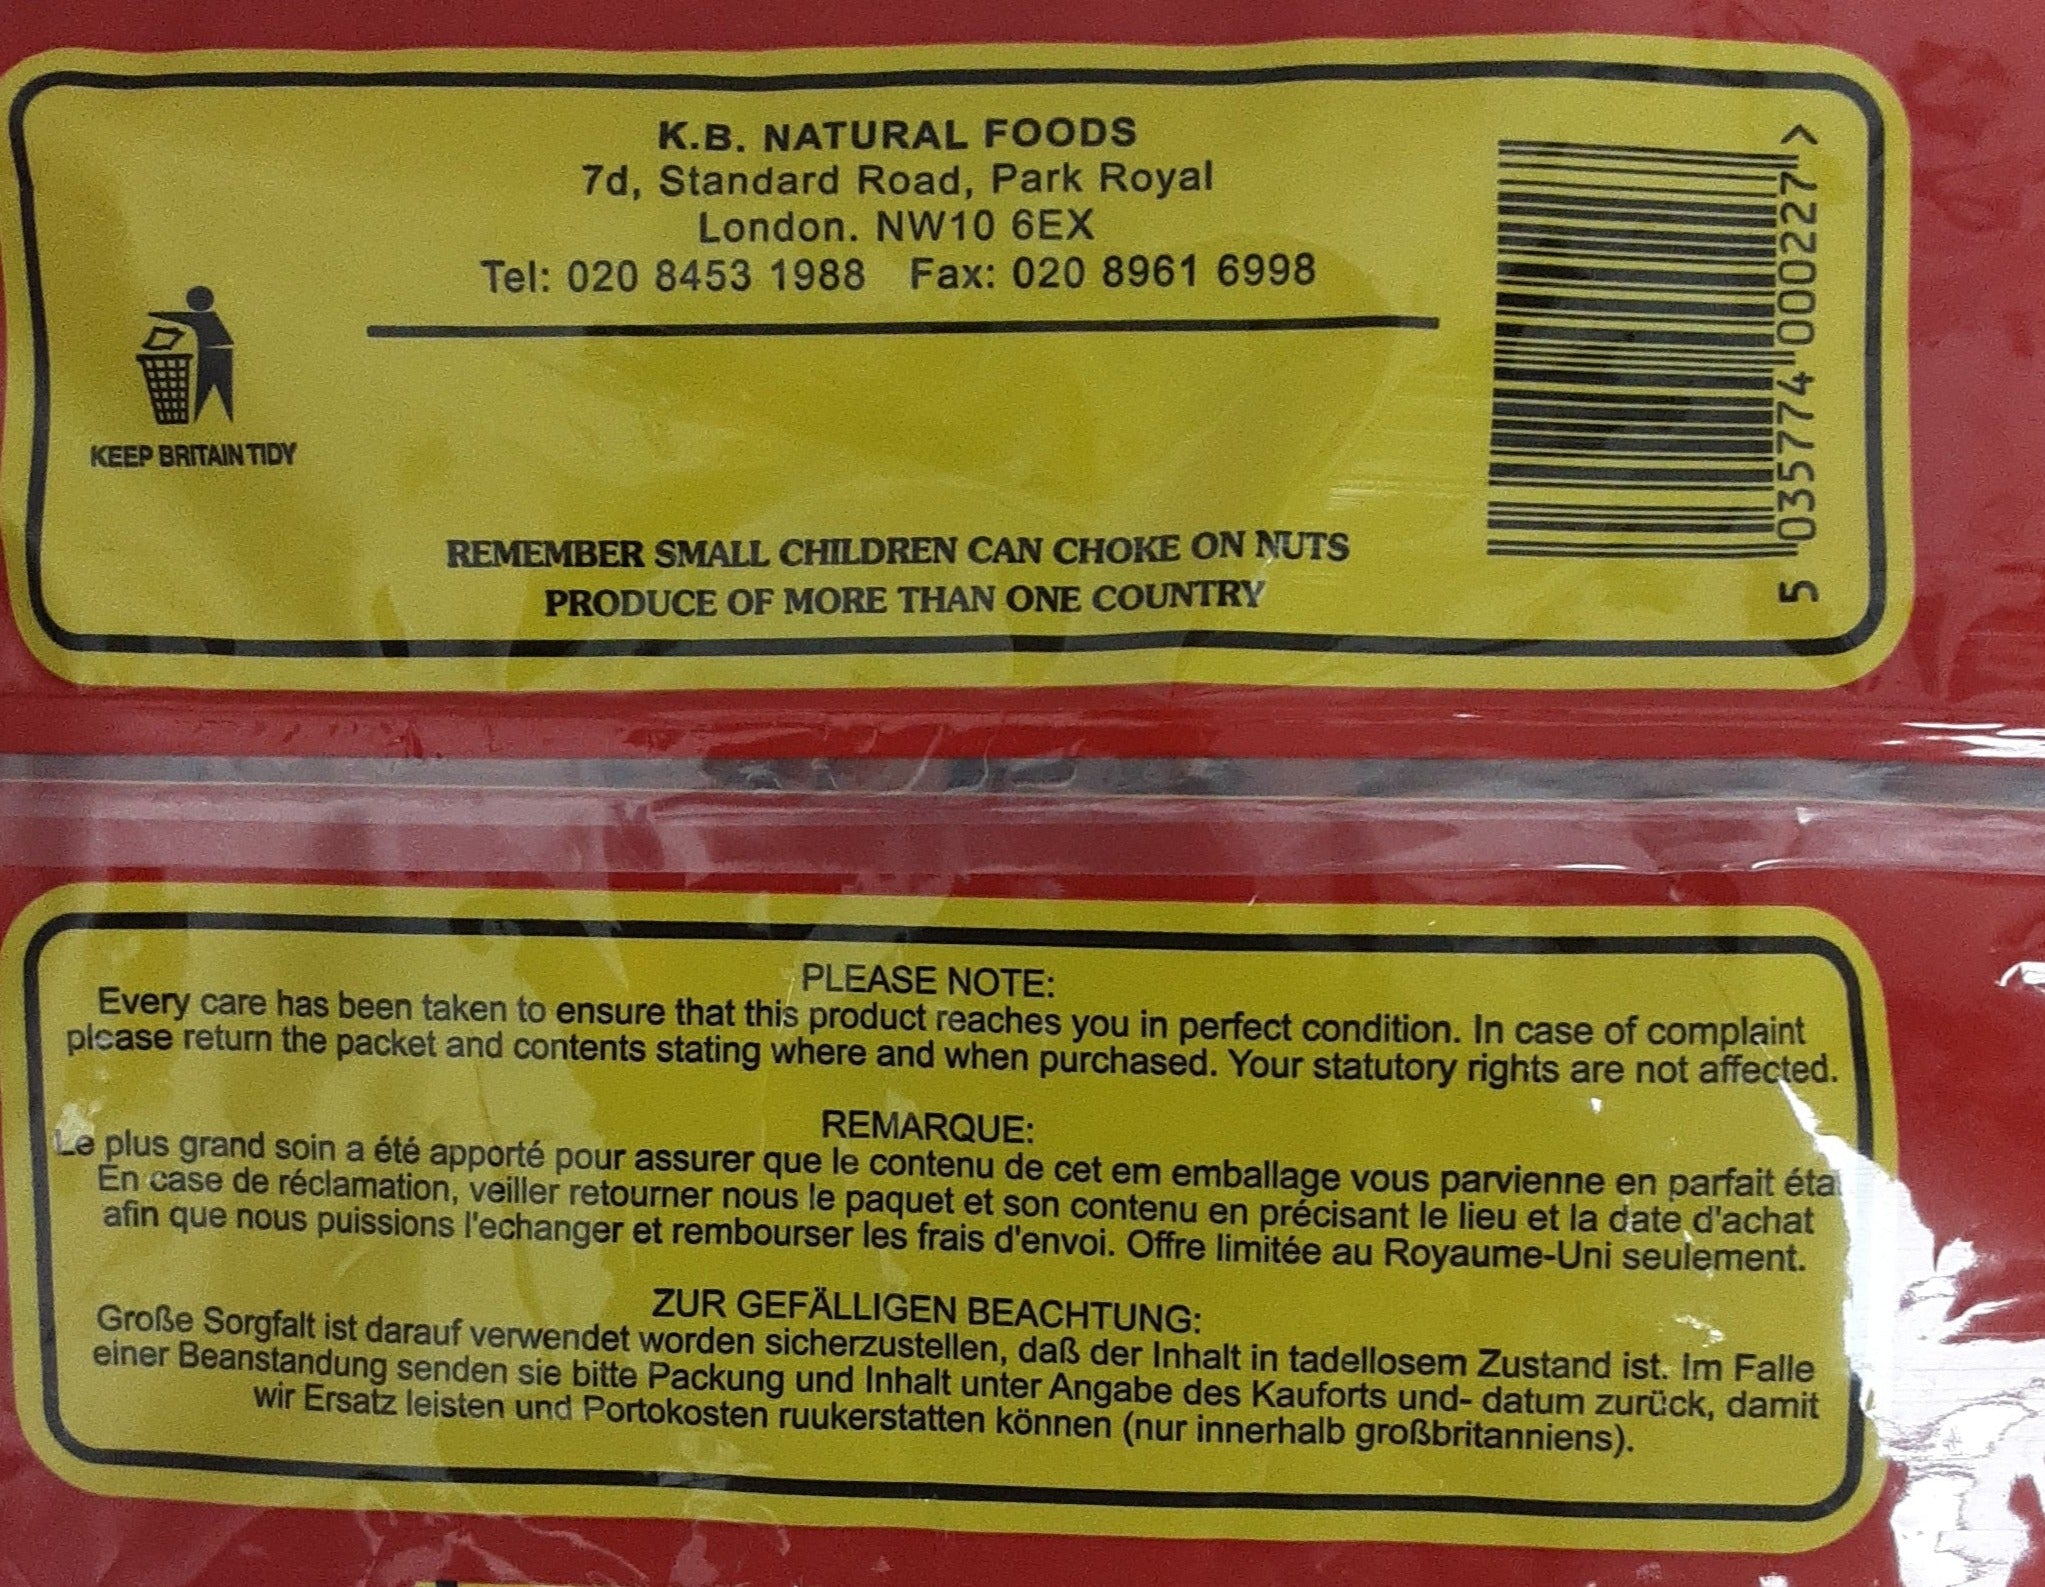 K.B. NATURAL FOODS
7d, Standard Road, Park Royal
London. NW10 6EX
Tel: 020 8453 1988 Fax: 020 8961 6998
KEEP BRITAIN TIDY
REMEMBER SMALL CHILDREN CAN CHOKE ON NUTS
PRODUCE OF MORE THAN ONE COUNTRY
5 035774 000227 >
PLEASE NOTE:
Every care has been taken to ensure that this product reaches you in perfect condition. In case of complaint
please return the packet and contents stating where and when purchased. Your statutory rights are not affected.
REMARQUE:
Le plus grand soin a été apporté pour assurer que le contenu de cet em emballage vous parvienne en parfait éta
En case de réclamation, veiller retourner nous le paquet et son contenu en précisant le lieu et la date d'achat
afin que nous puissions l'echanger et rembourser les frais d'envoi. Offre limitée au Royaume-Uni seulement.
ZUR GEFÄLLIGEN BEACHTUNG:
Große Sorgfalt ist darauf verwendet worden sicherzustellen, daß der Inhalt in tadellosem Zustand ist. Im Falle
einer Beanstandung senden sie bitte Packung und Inhalt unter Angabe des Kauforts und- datum zurück, damit
wir Ersatz leisten und Portokosten ruukerstatten können (nur innerhalb großbritanniens).